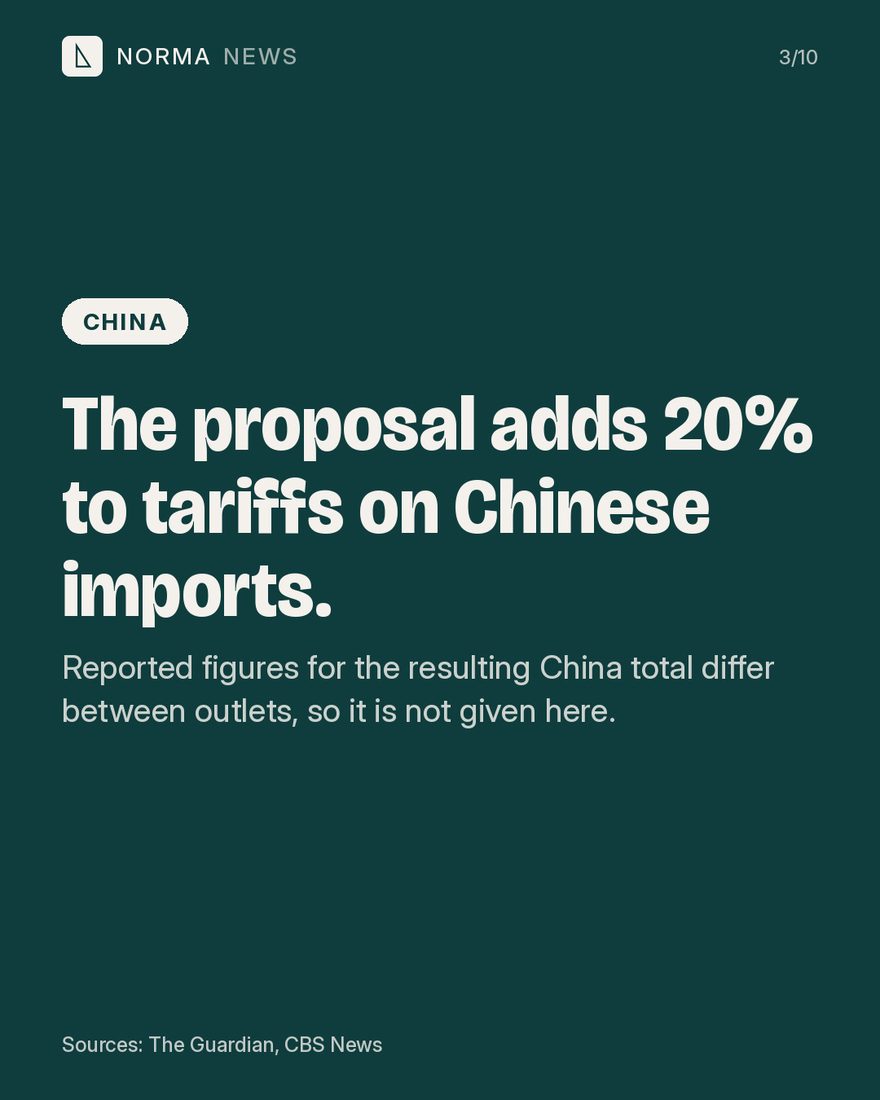 NORMA NEWS
3/10
CHINA
The proposal adds 20%
to tariffs on Chinese
imports.
Reported figures for the resulting China total differ
between outlets, so it is not given here.
Sources: The Guardian, CBS News